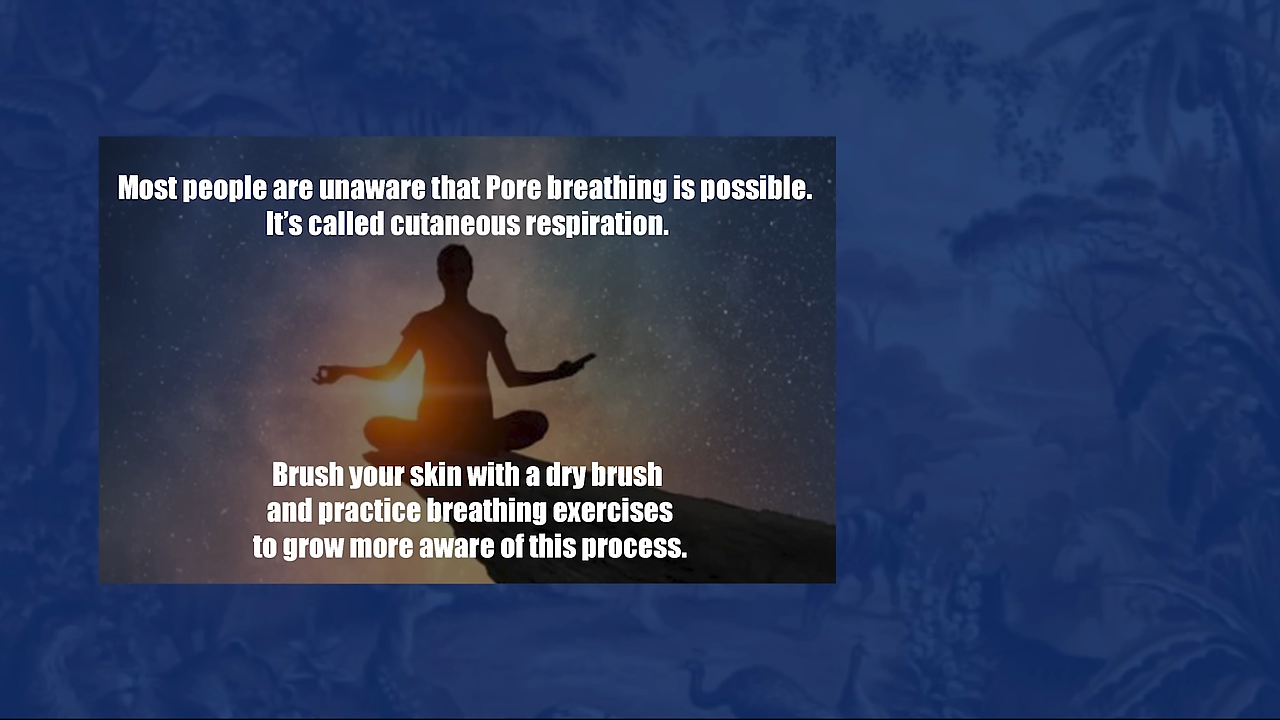 Most people are unaware that Pore breathing is possible.
It’s called cutaneous respiration.
Brush your skin with a dry brush
and practice breathing exercises
to grow more aware of this process.